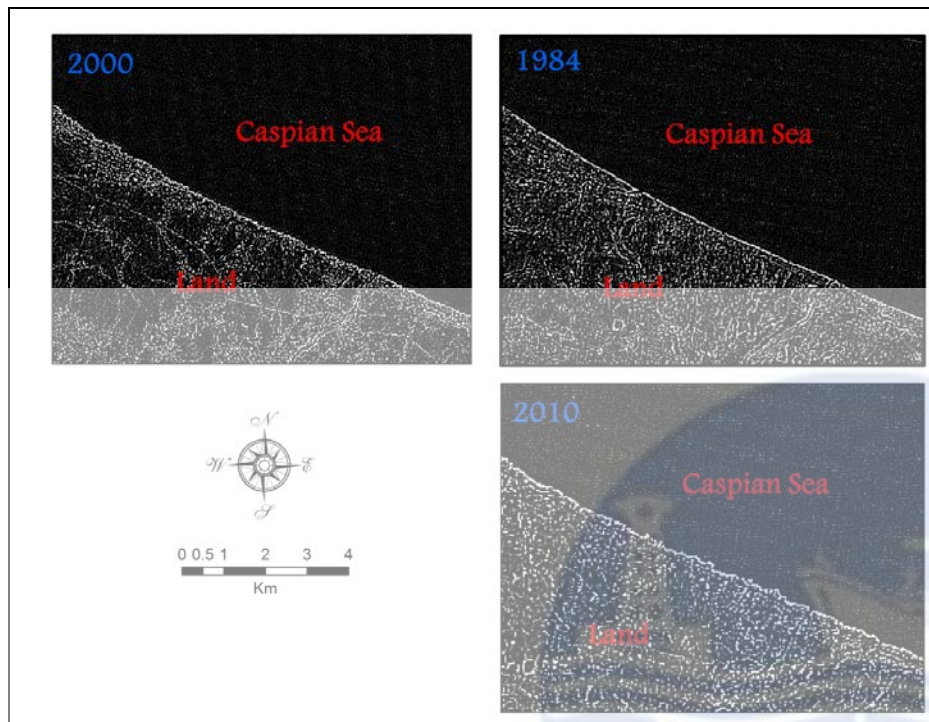 2000
Caspian Sea
Land
1984
Caspian Sea
Land
2010
Caspian Sea
Land
N
W E
S
0 0.5 1 2 3 4
Km